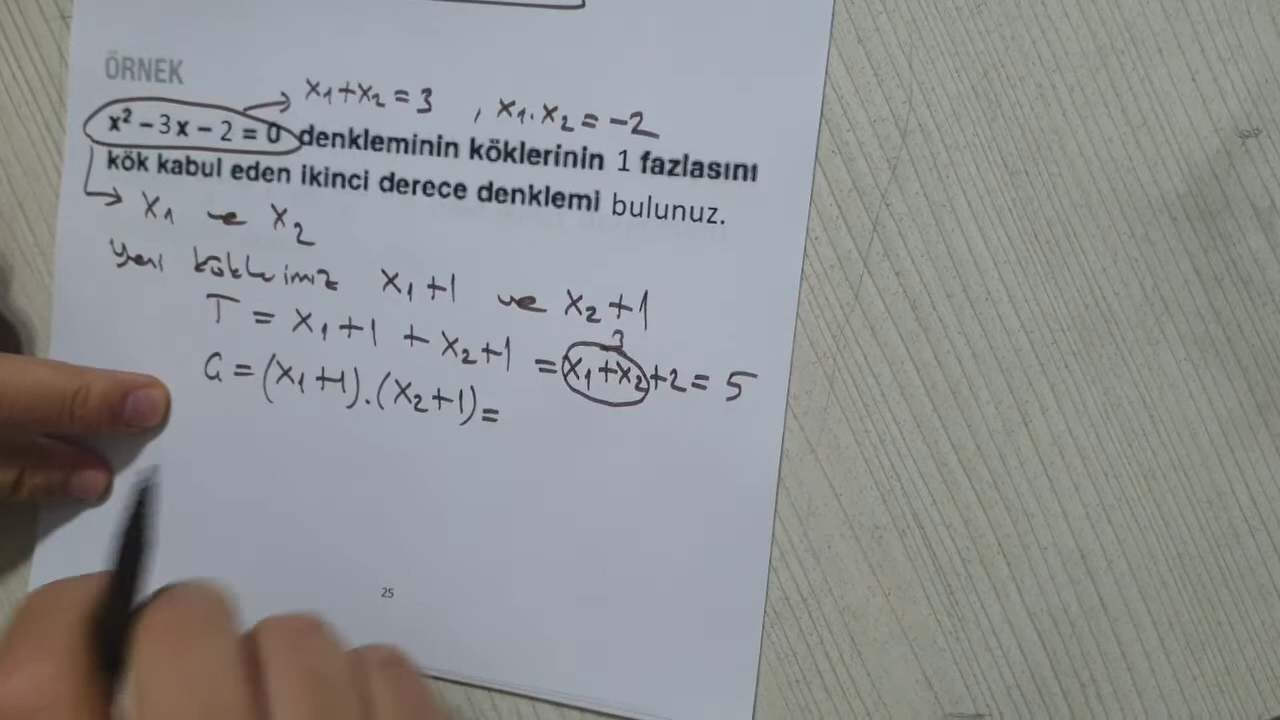 ÖRNEK
x₁+x₂=3 , x₁.x₂=-2
x² - 3x - 2 = 0 denkleminin köklerinin 1 fazlasını
kök kabul eden ikinci derece denklemi bulunuz.
x₁ ve x₂
yeni köklerimiz x₁+1 ve x₂+1
3
T = x₁+1 + x₂+1 = x₁+x₂+2 = 5
Ç = (x₁+1).(x₂+1)=
25